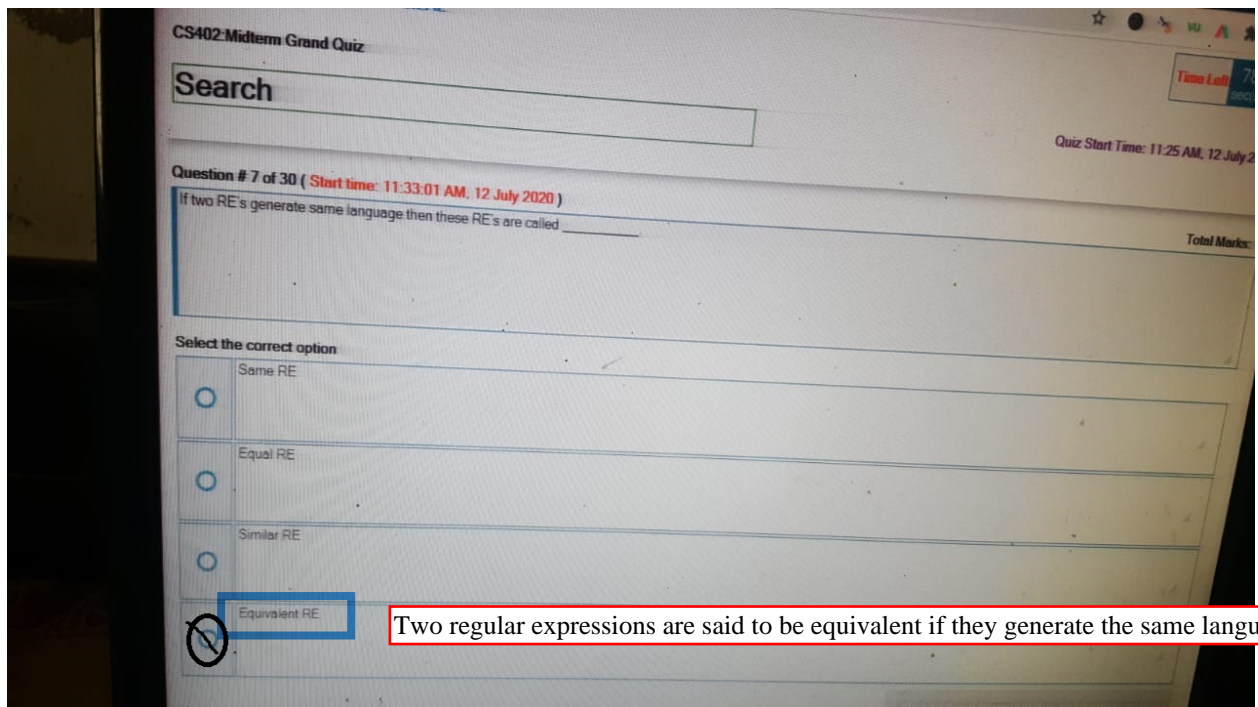 CS402:Midterm Grand Quiz
VU
Time Left
Search
Quiz Start Time: 11:25 AM, 12 July 2
Question # 7 of 30 ( Start time: 11:33:01 AM, 12 July 2020 )
Total Marks:
If two RE's generate same language then these RE's are called __________
Select the correct option
Same RE
Equal RE
Similar RE
Equivalent RE
Two regular expressions are said to be equivalent if they generate the same langu